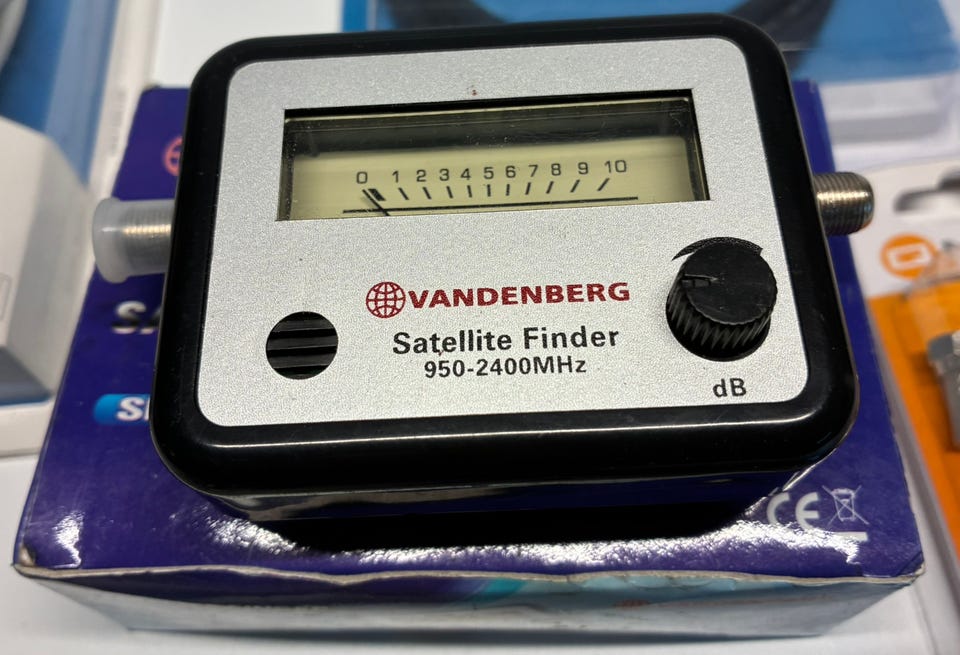 0 1 2 3 4 5 6 7 8 9 10
VANDENBERG
Satellite Finder
950-2400MHz
dB
CE